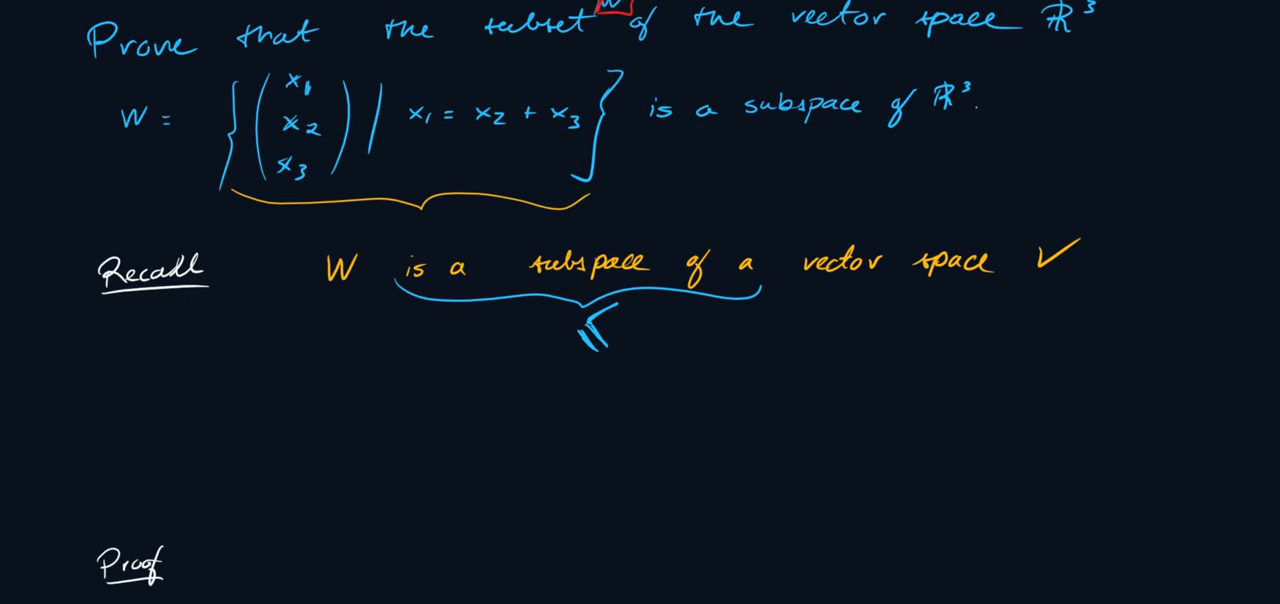 Prove that the subset W of the vector space ℝ³
W = { ( x₁ x₂ x₃ ) | x₁ = x₂ + x₃ } is a subspace of ℝ³.
Recall W is a subspace of a vector space ✓
Proof